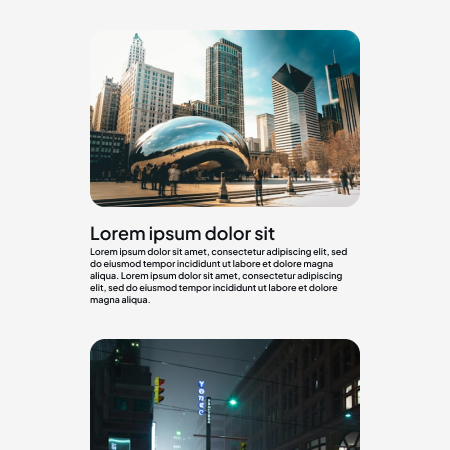 Lorem ipsum dolor sit
Lorem ipsum dolor sit amet, consectetur adipiscing elit, sed
do eiusmod tempor incididunt ut labore et dolore magna
aliqua. Lorem ipsum dolor sit amet, consectetur adipiscing
elit, sed do eiusmod tempor incididunt ut labore et dolore
magna aliqua.